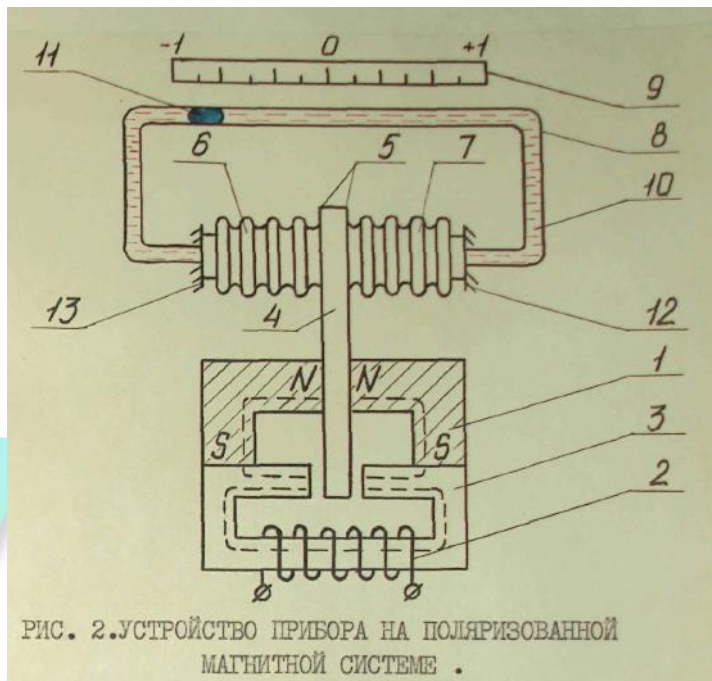 -1 0 +1
11
9
6 5 7 8
10
13 4 12
N N 1
S S 3
2
РИС. 2.УСТРОЙСТВО ПРИБОРА НА ПОЛЯРИЗОВАННОЙ
МАГНИТНОЙ СИСТЕМЕ .